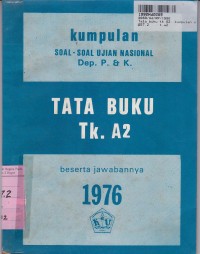 kumpulan
SOAL-SOAL UJIAN NASIONAL
Dep. P. & K.
TATA BUKU
Tk. A2
beserta jawabannya
1976